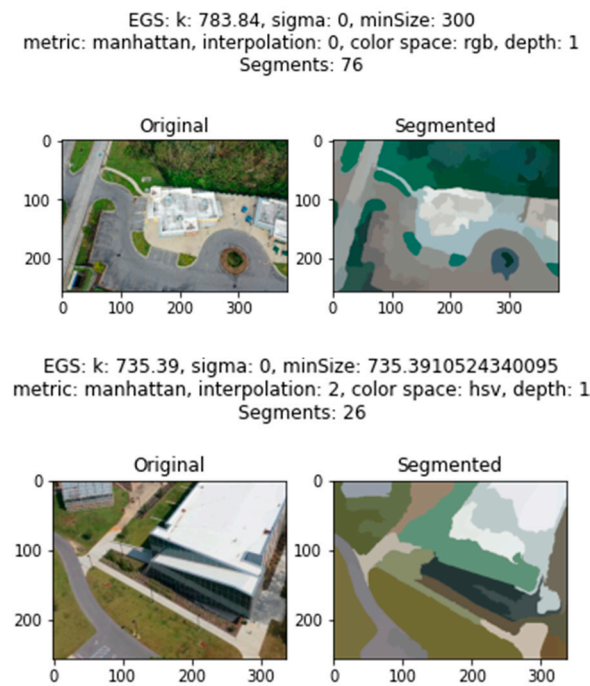 EGS: k: 783.84, sigma: 0, minSize: 300
metric: manhattan, interpolation: 0, color space: rgb, depth: 1
Segments: 76
Original Segmented
0 0
100 100
200 200
0 100 200 300 0 100 200 300
EGS: k: 735.39, sigma: 0, minSize: 735.3910524340095
metric: manhattan, interpolation: 2, color space: hsv, depth: 1
Segments: 26
Original Segmented
0 0
100 100
200 200
0 100 200 300 0 100 200 300